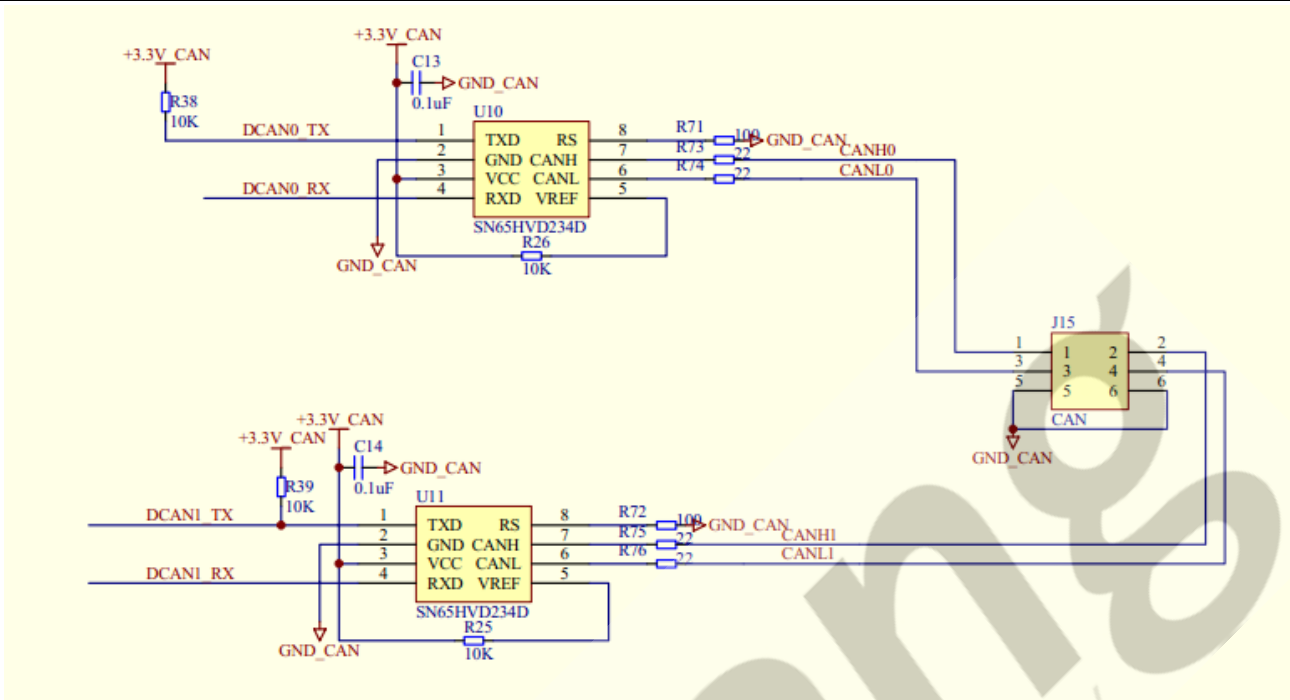 +3.3V_CAN
+3.3V_CAN
C13
GND_CAN
0.1uF
R38
10K
U10
DCAN0_TX
1
TXD
RS
8
R71
100
GND_CAN
2
GND
CANH
7
R73
22
CANH0
3
VCC
CANL
6
R74
22
CANL0
DCAN0_RX
4
RXD
VREF
5
SN65HVD234D
R26
10K
GND_CAN
J15
1
1
2
2
3
3
4
4
5
5
6
6
CAN
GND_CAN
+3.3V_CAN
+3.3V_CAN
C14
GND_CAN
0.1uF
R39
10K
U11
DCAN1_TX
1
TXD
RS
8
R72
100
GND_CAN
2
GND
CANH
7
R75
22
CANH1
3
VCC
CANL
6
R76
22
CANL1
DCAN1_RX
4
RXD
VREF
5
SN65HVD234D
R25
10K
GND_CAN
ng